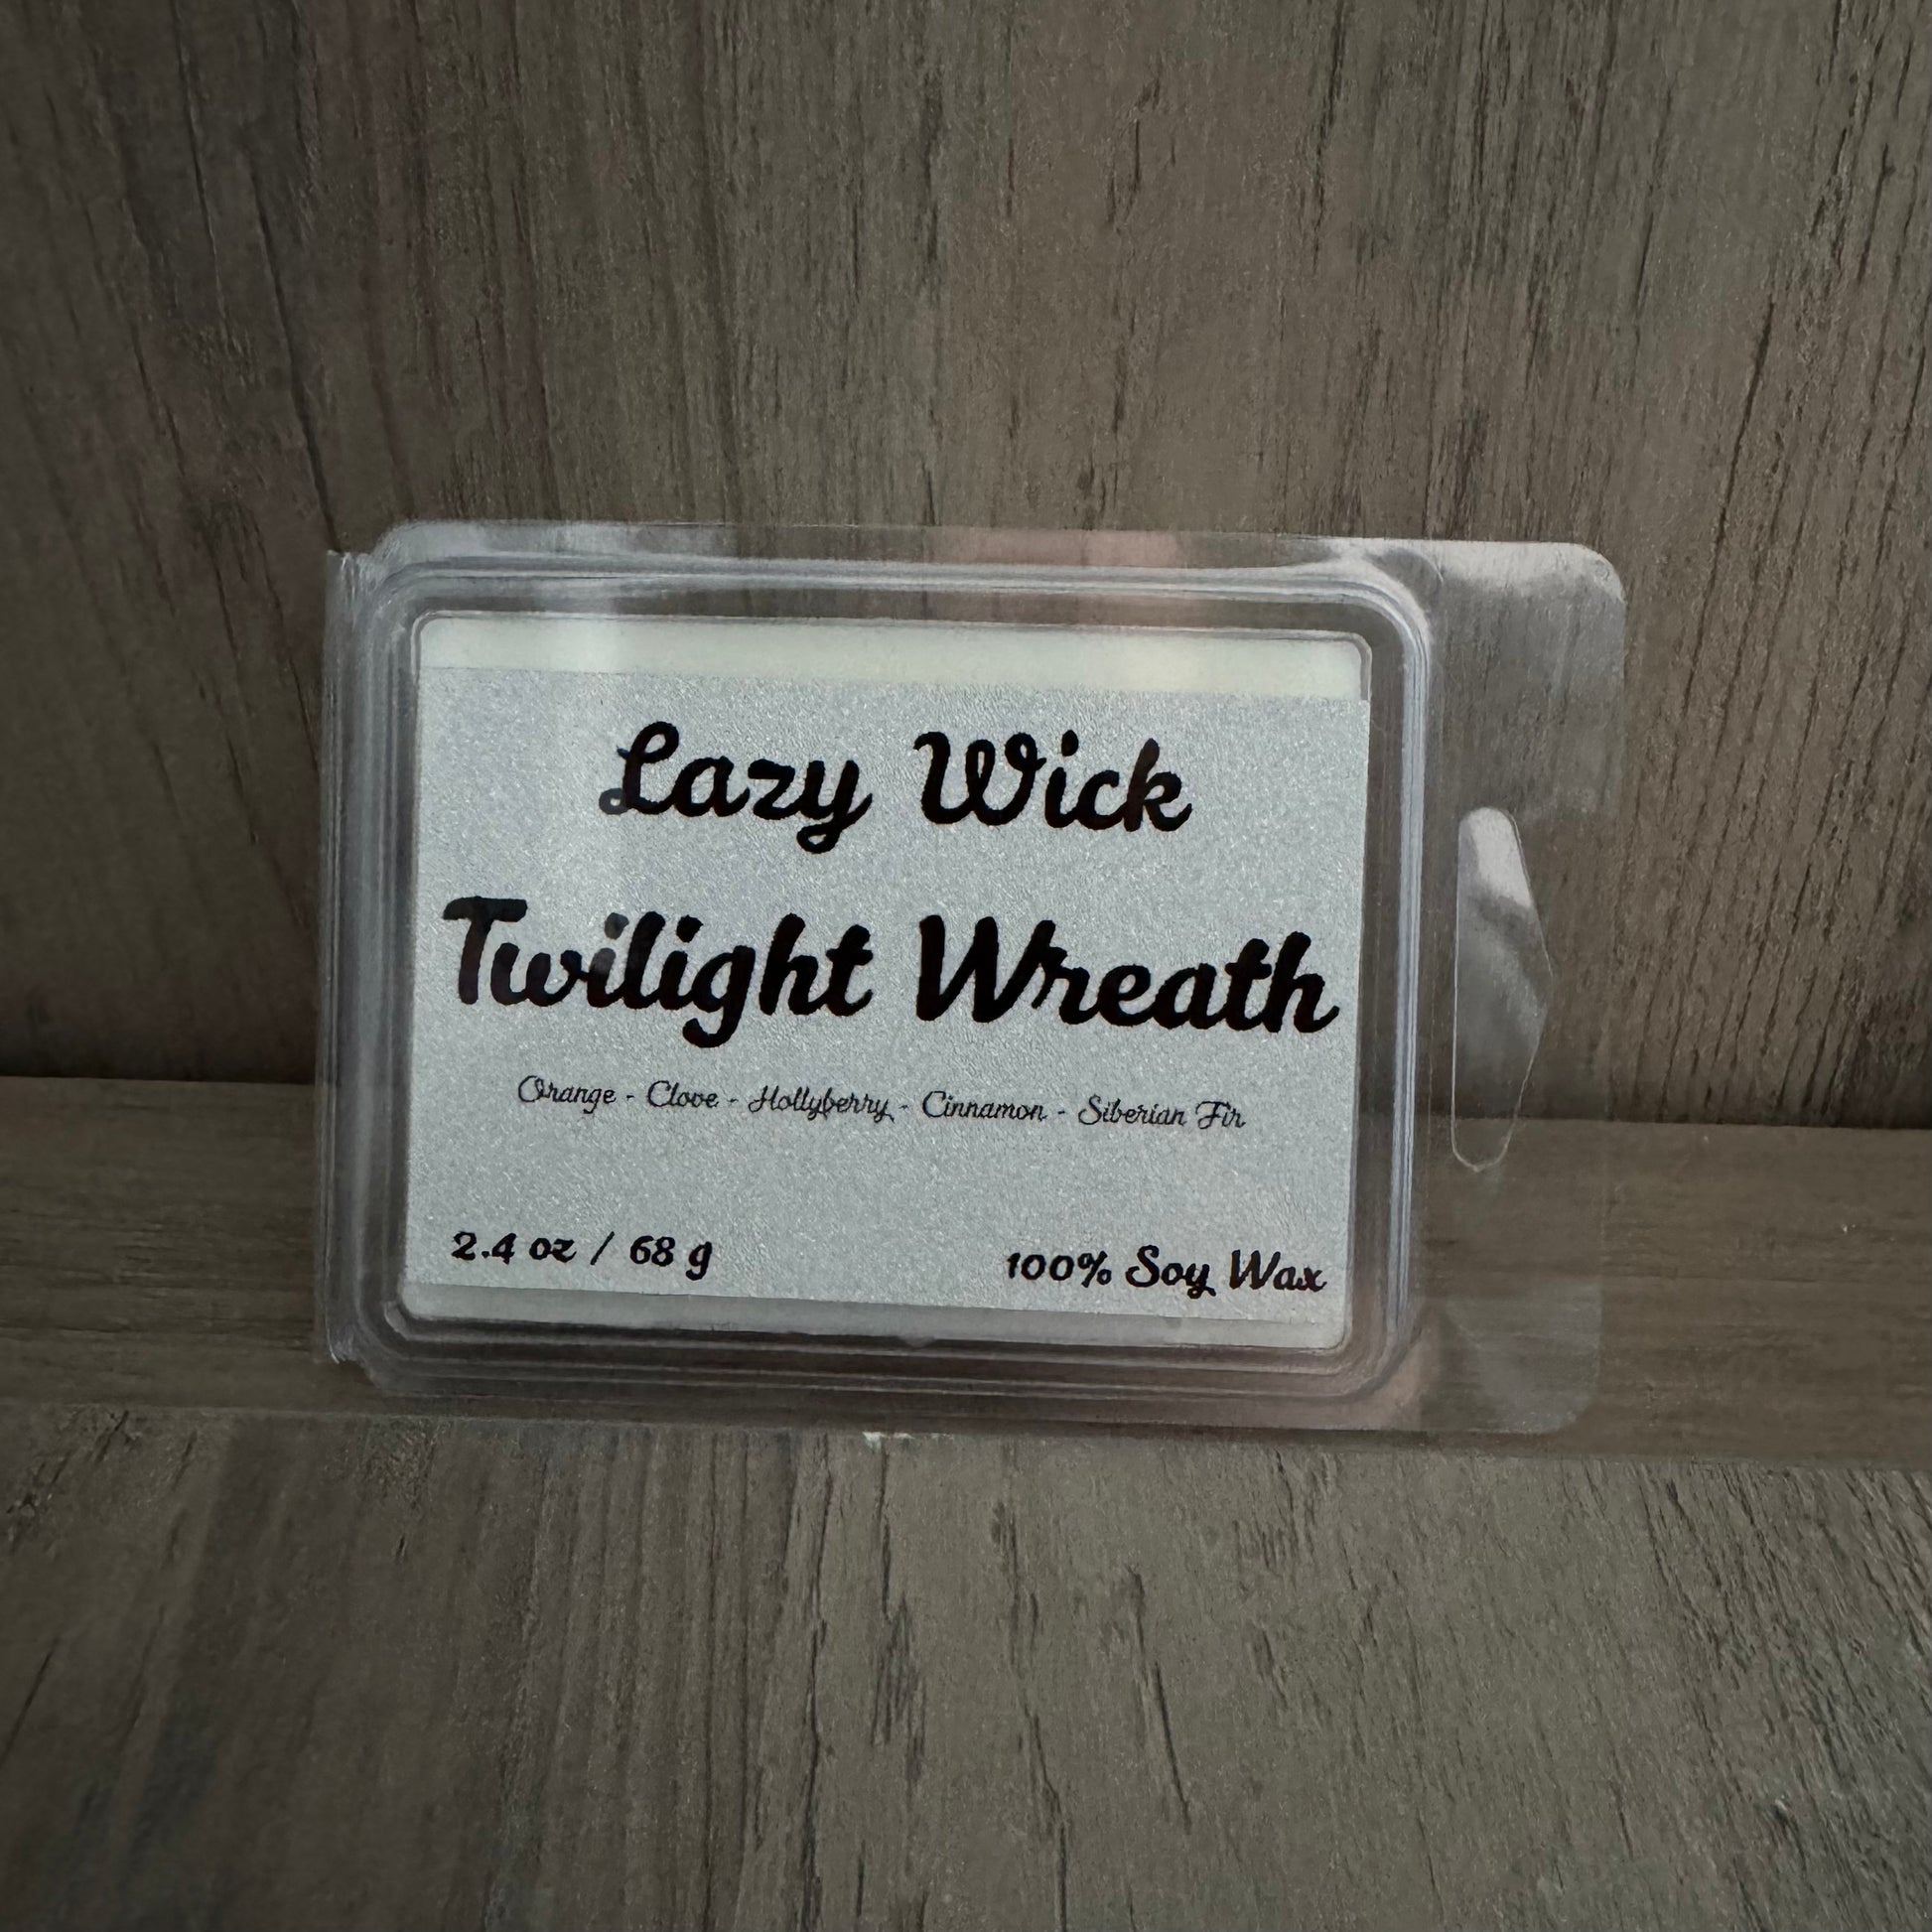 Lazy Wick
Twilight Wreath
Orange - Clove - Hollyberry - Cinnamon - Siberian Fir
2.4 oz / 68 g
100% Soy Wax